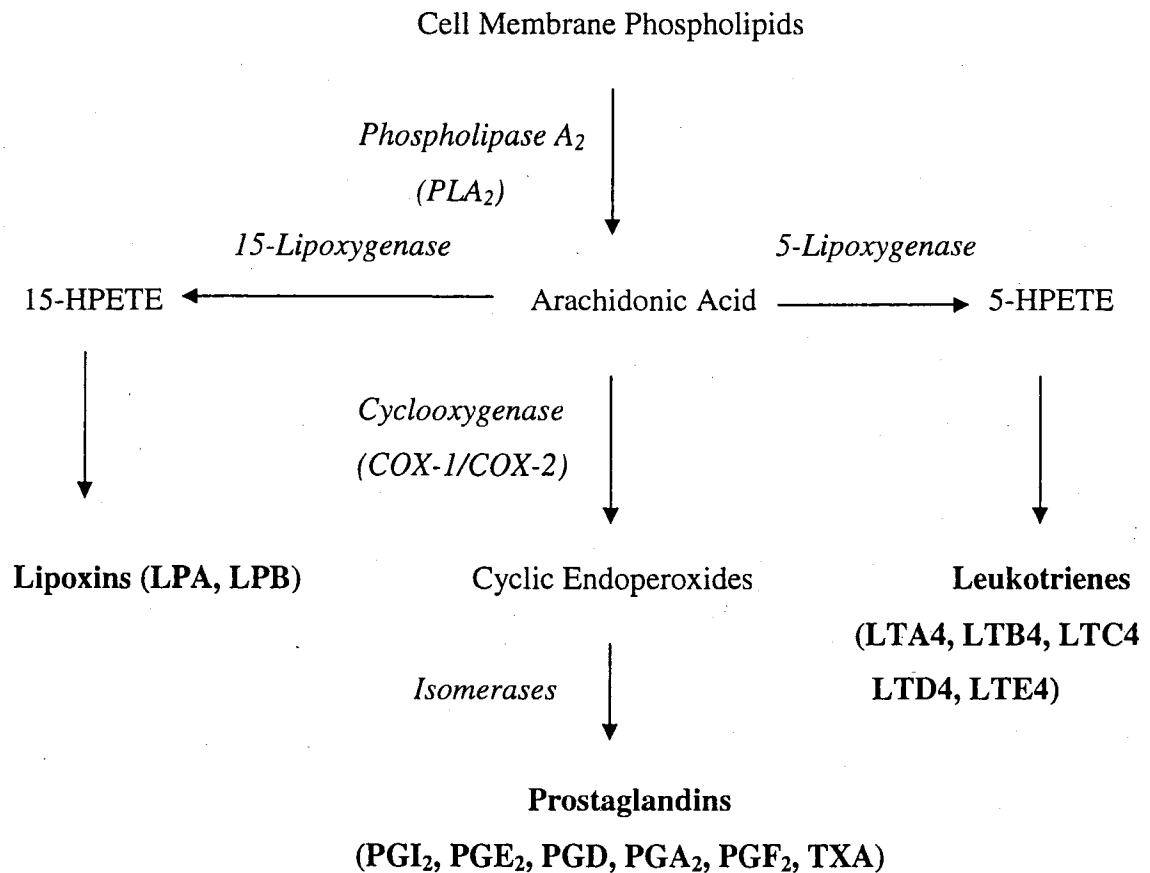 Cell Membrane Phospholipids
Phospholipase A₂
(PLA₂)
15-Lipoxygenase
5-Lipoxygenase
15-HPETE
Arachidonic Acid
5-HPETE
Cyclooxygenase
(COX-1/COX-2)
Lipoxins (LPA, LPB)
Cyclic Endoperoxides
Leukotrienes
(LTA4, LTB4, LTC4
LTD4, LTE4)
Isomerases
Prostaglandins
(PGI₂, PGE₂, PGD, PGA₂, PGF₂, TXA)